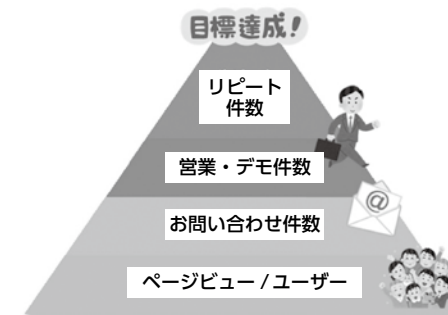 目標達成!
リピート
件数
営業・デモ件数
@
お問い合わせ件数
ページビュー / ユーザー